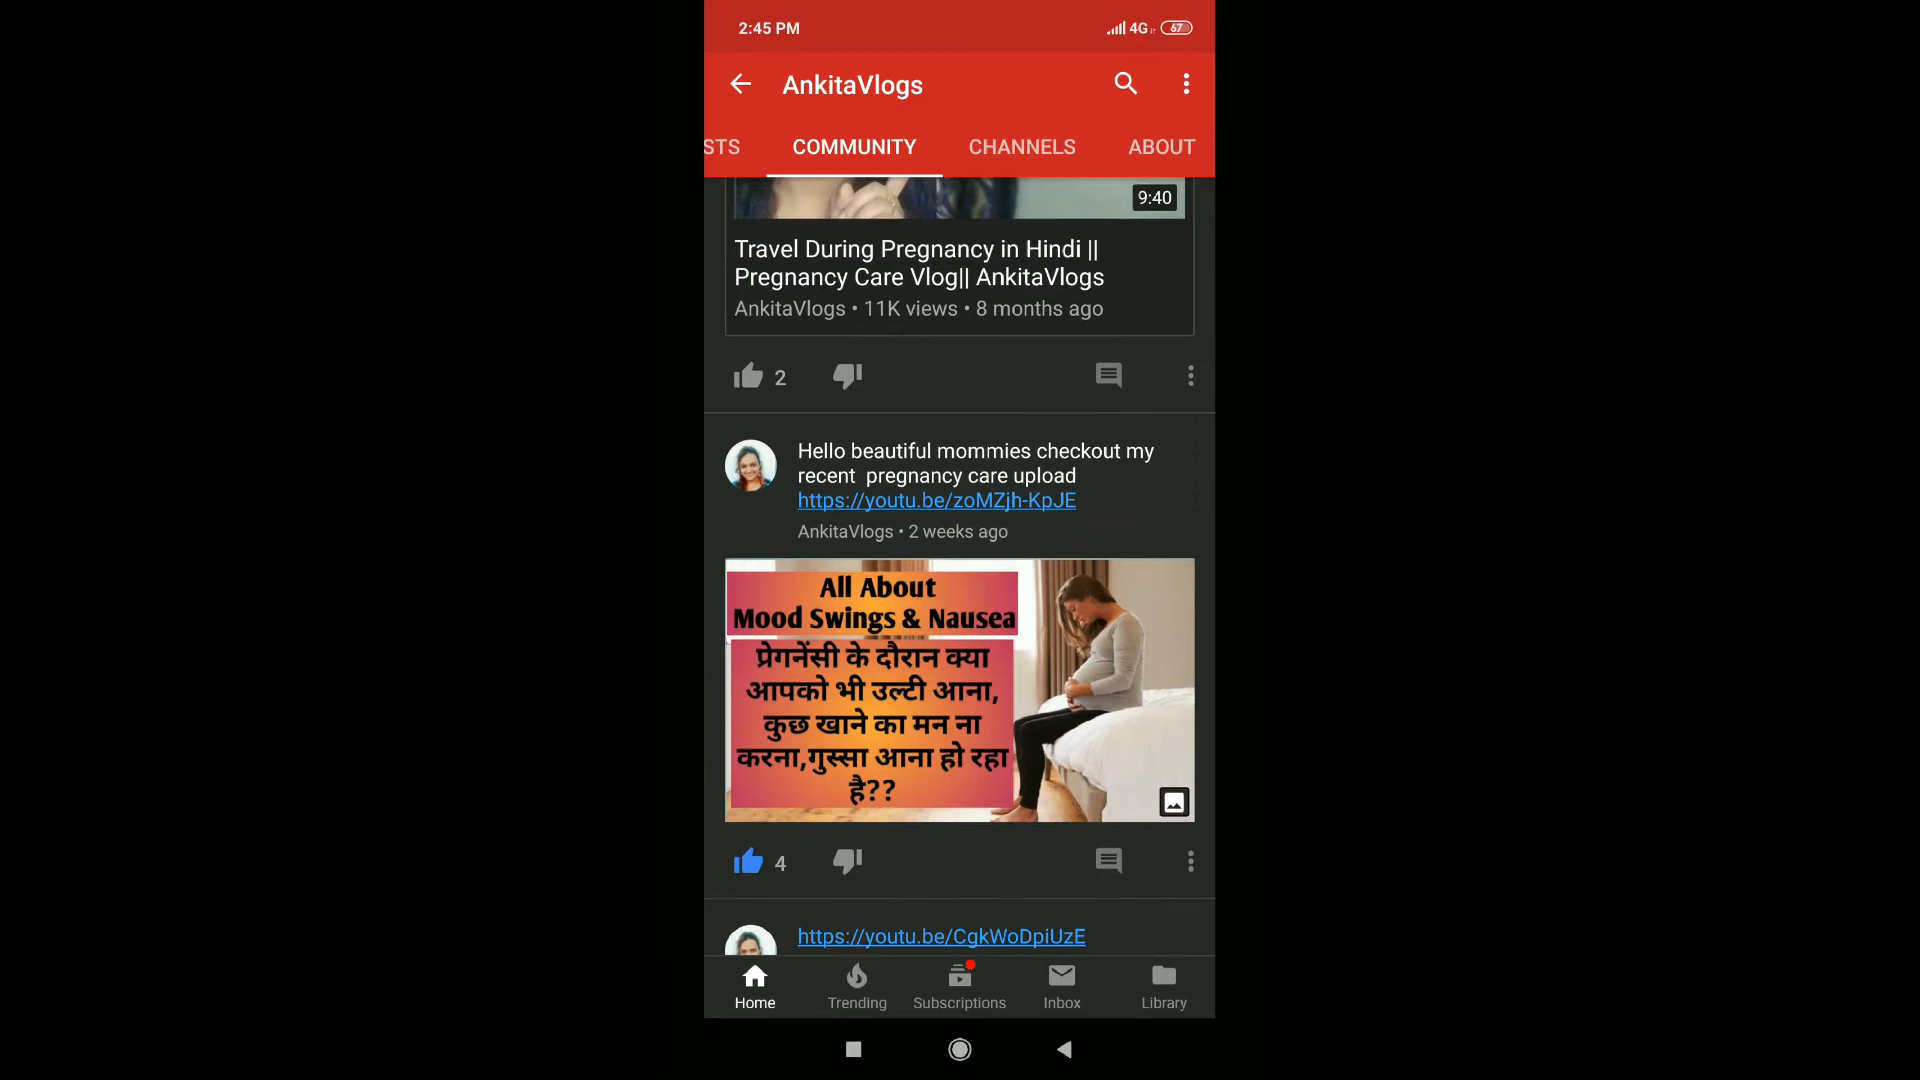 2:45 PM
4G
67
AnkitaVlogs
STS COMMUNITY CHANNELS ABOUT
9:40
Travel During Pregnancy in Hindi ||
Pregnancy Care Vlog|| AnkitaVlogs
AnkitaVlogs • 11K views • 8 months ago
2
Hello beautiful mommies checkout my
recent pregnancy care upload
https://youtu.be/zoMZjh-KpJE
AnkitaVlogs • 2 weeks ago
All About
Mood Swings & Nausea
प्रेगनेंसी के दौरान क्या
आपको भी उल्टी आना,
कुछ खाने का मन ना
करना,गुस्सा आना हो रहा
है??
4
https://youtu.be/CgkWoDpiUzE
Home Trending Subscriptions Inbox Library